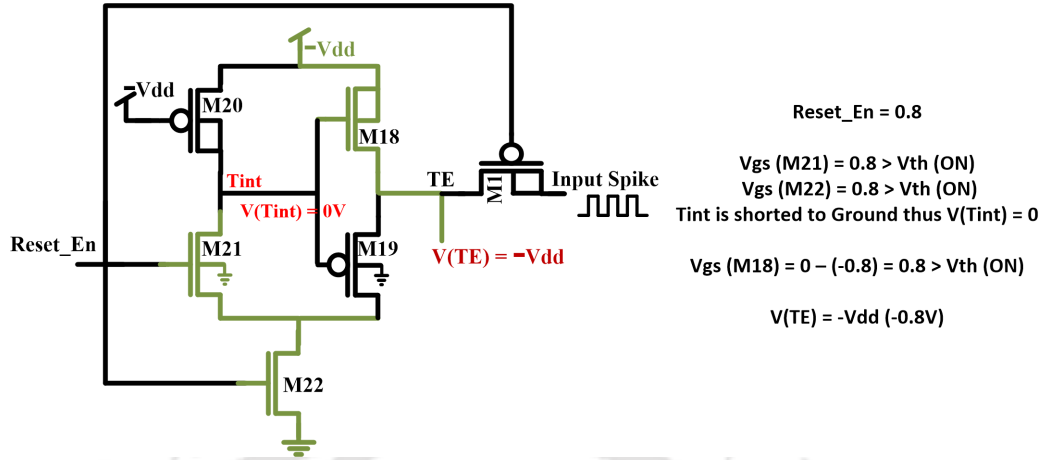 −Vdd
−Vdd
M20
M18
Tint
V(Tint) = 0V
TE
M1
Input Spike
Reset_En
M21
M19
V(TE) = −Vdd
M22
Reset_En = 0.8
Vgs (M21) = 0.8 > Vth (ON)
Vgs (M22) = 0.8 > Vth (ON)
Tint is shorted to Ground thus V(Tint) = 0
Vgs (M18) = 0 – (-0.8) = 0.8 > Vth (ON)
V(TE) = -Vdd (-0.8V)